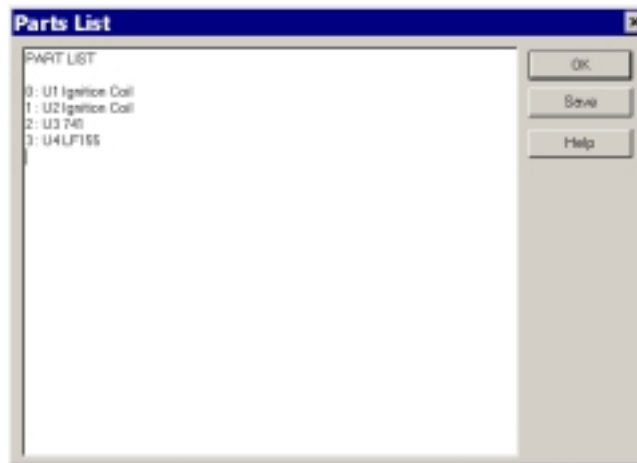 Parts List
PART LIST
0 : U1 Ignition Coil
1 : U2 Ignition Coil
2 : U3 741
3 : U4 LF155
OK
Save
Help